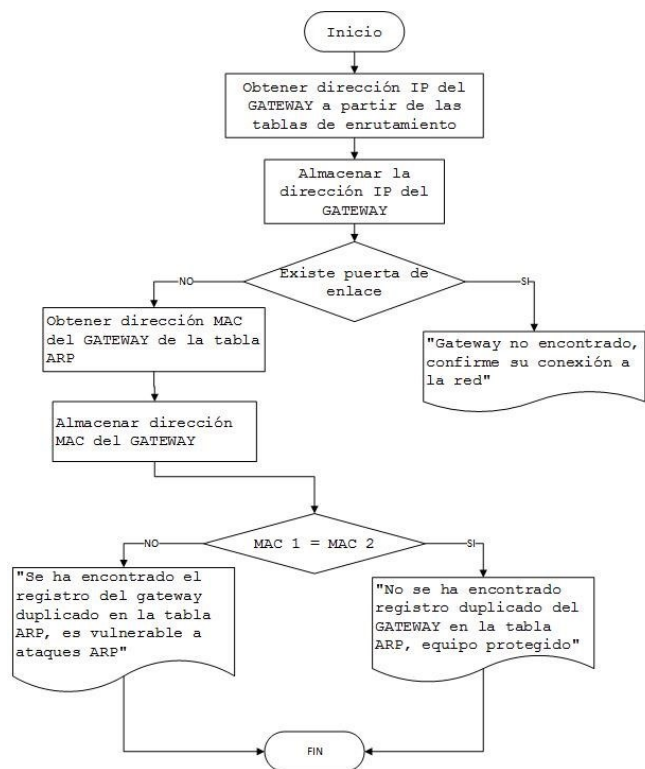 Inicio
Obtener dirección IP del
GATEWAY a partir de las
tablas de enrutamiento
Almacenar la
dirección IP del
GATEWAY
Existe puerta de
enlace
NO
SI
Obtener dirección MAC
del GATEWAY de la tabla
ARP
"Gateway no encontrado,
confirme su conexión a
la red"
Almacenar dirección
MAC del GATEWAY
MAC 1 = MAC 2
NO
SI
"Se ha encontrado el
registro del gateway
duplicado en la tabla
ARP, es vulnerable a
ataques ARP"
"No se ha encontrado
registro duplicado del
GATEWAY en la tabla
ARP, equipo protegido"
FIN